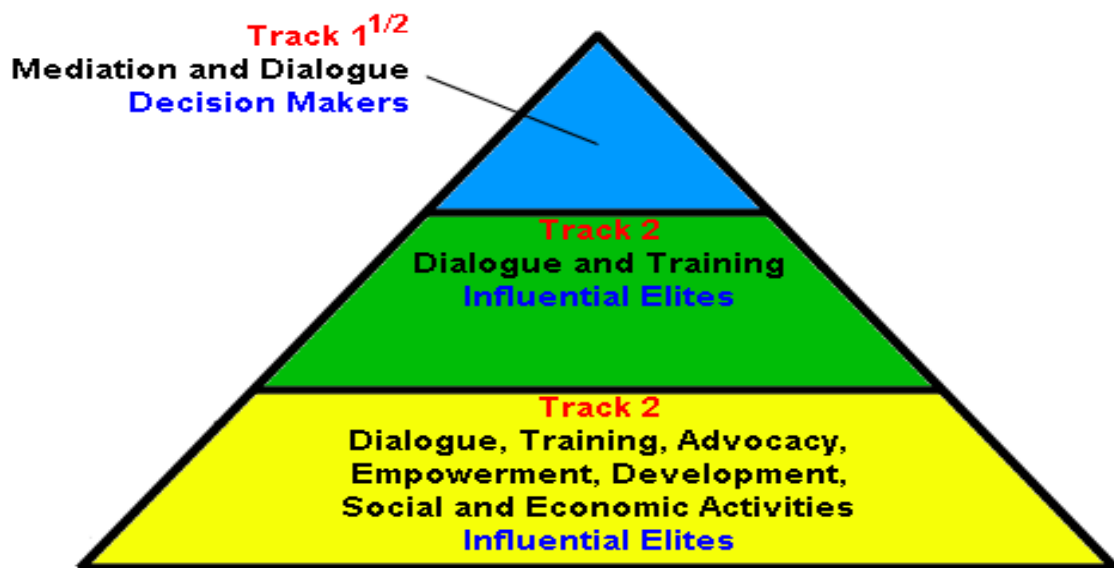 Track 1 1/2
Mediation and Dialogue
Decision Makers
Track 2
Dialogue and Training
Influential Elites
Track 2
Dialogue, Training, Advocacy,
Empowerment, Development,
Social and Economic Activities
Influential Elites